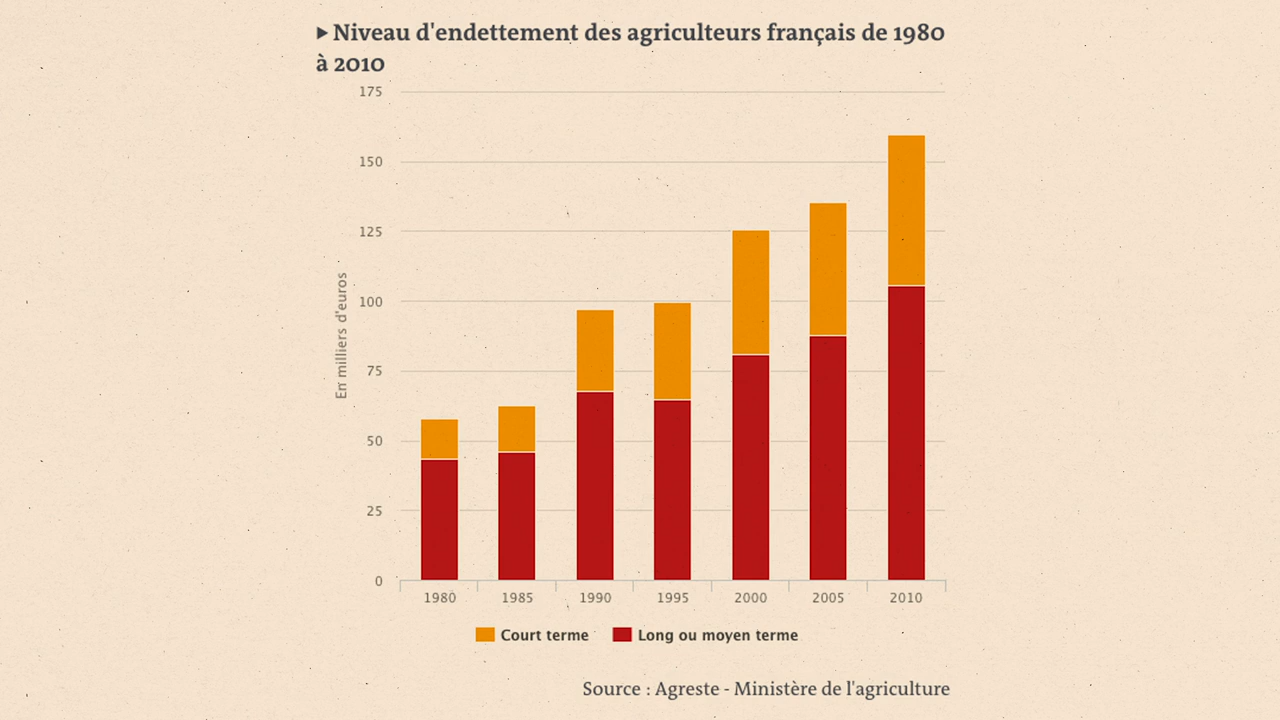 ▶ Niveau d'endettement des agriculteurs français de 1980
à 2010
175
150
125
100
75
50
25
0
En milliers d'euros
1980 1985 1990 1995 2000 2005 2010
Court terme Long ou moyen terme
Source : Agreste - Ministère de l'agriculture